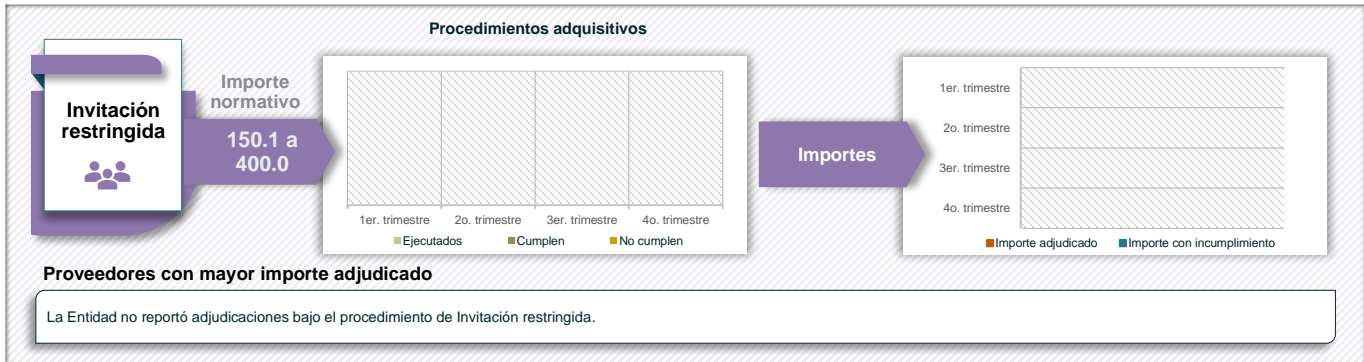 Procedimientos adquisitivos
Invitación
restringida
Importe
normativo
150.1 a
400.0
1er. trimestre 2o. trimestre 3er. trimestre 4o. trimestre
Ejecutados Cumplen No cumplen
Importes
1er. trimestre
2o. trimestre
3er. trimestre
4o. trimestre
Importe adjudicado Importe con incumplimiento
Proveedores con mayor importe adjudicado
La Entidad no reportó adjudicaciones bajo el procedimiento de Invitación restringida.